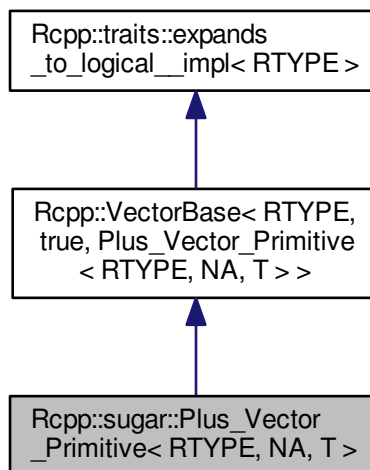 Rcpp::traits::expands
_to_logical__impl< RTYPE >
Rcpp::VectorBase< RTYPE,
true, Plus_Vector_Primitive
< RTYPE, NA, T > >
Rcpp::sugar::Plus_Vector
_Primitive< RTYPE, NA, T >